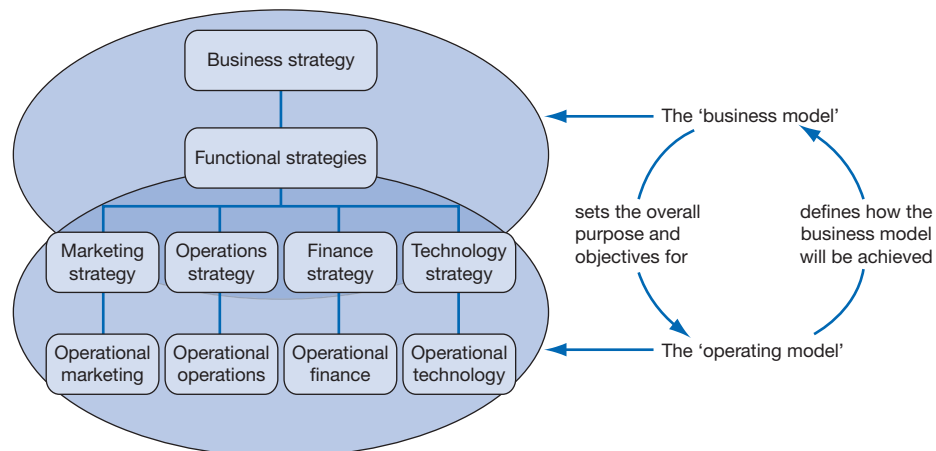 Business strategy
The ‘business model’
Functional strategies
sets the overall
purpose and
objectives for
defines how the
business model
will be achieved
Marketing
strategy
Operations
strategy
Finance
strategy
Technology
strategy
Operational
marketing
Operational
operations
Operational
finance
Operational
technology
The ‘operating model’